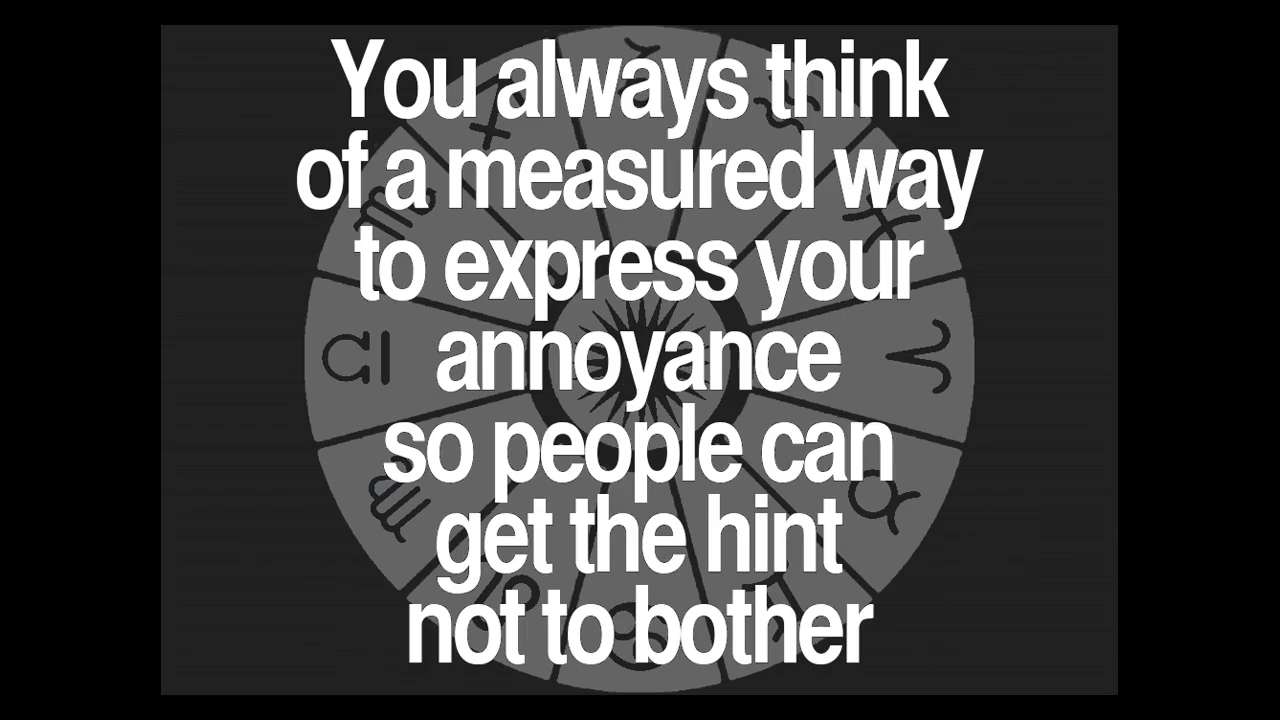 You always think
of a measured way
to express your
annoyance
so people can
get the hint
not to bother